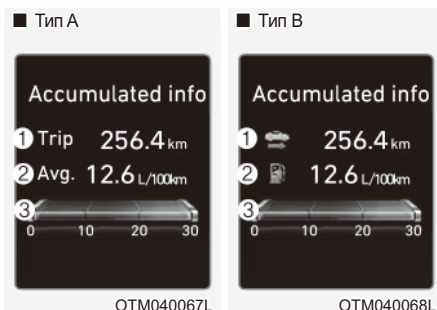 ■ Тип A
Accumulated info
① Trip 256.4 km
② Avg. 12.6 L/100km
③
0 10 20 30
OTM040067L
■ Тип B
Accumulated info
① 256.4 km
② 12.6 L/100km
③
0 10 20 30
OTM040068L